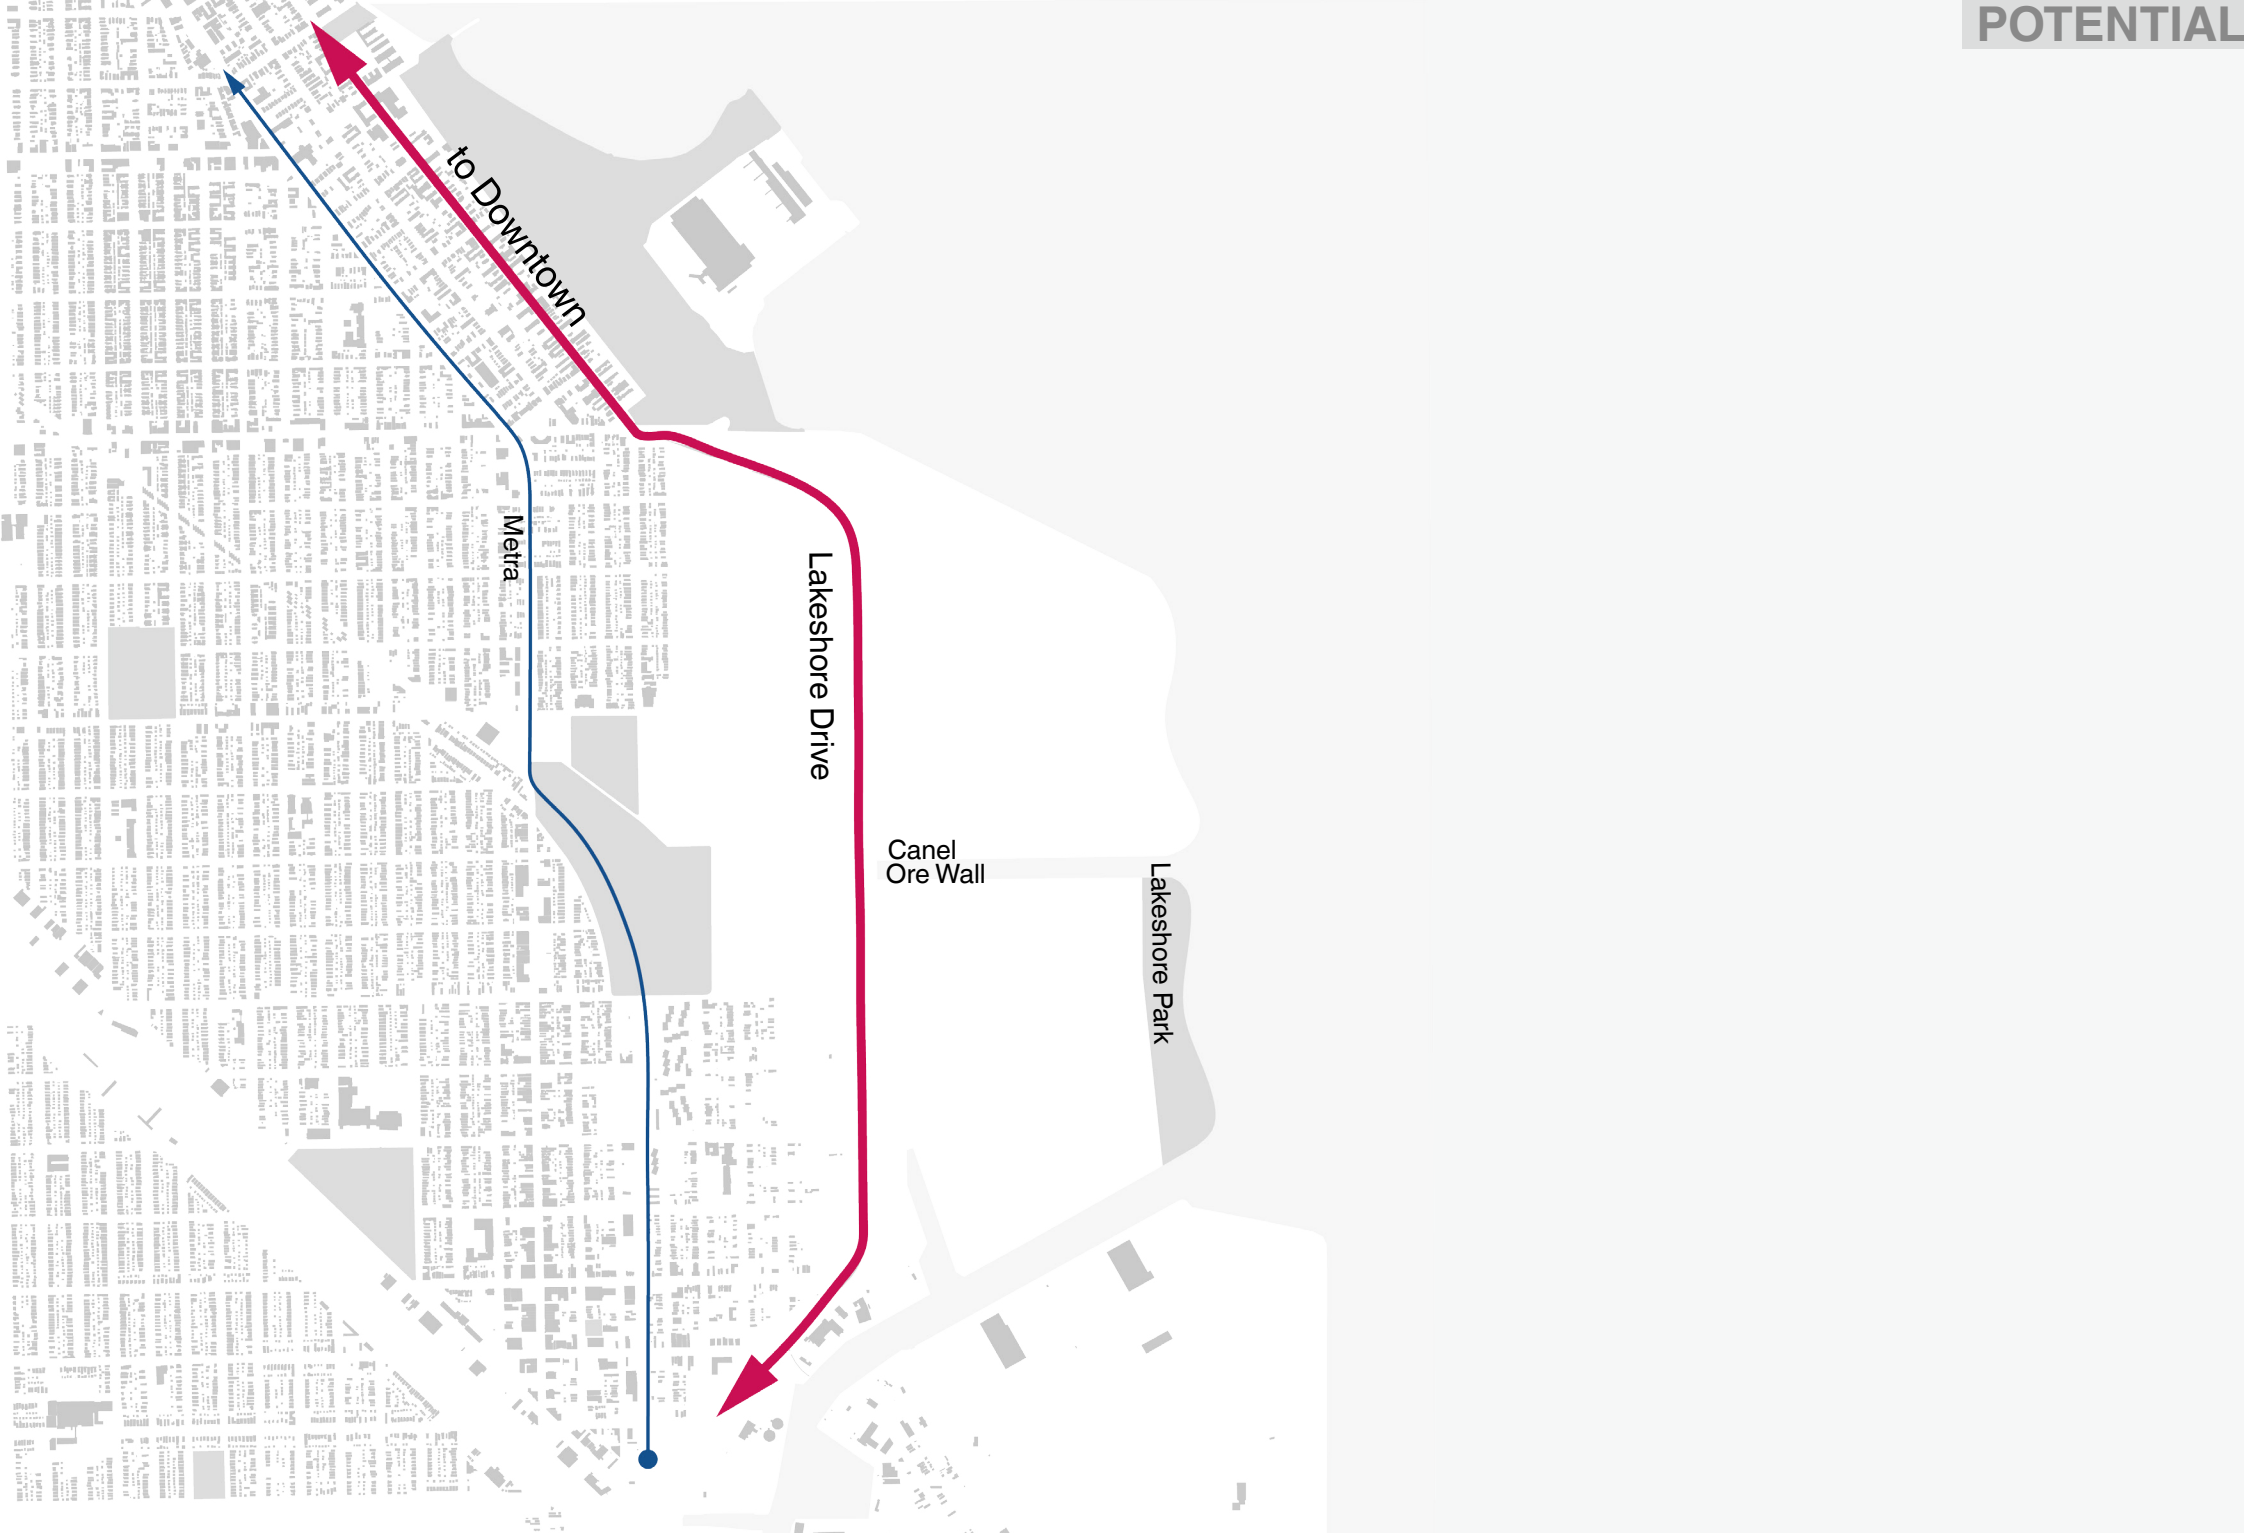 POTENTIAL
to Downtown
Metra
Lakeshore Drive
Canel
Ore Wall
Lakeshore Park